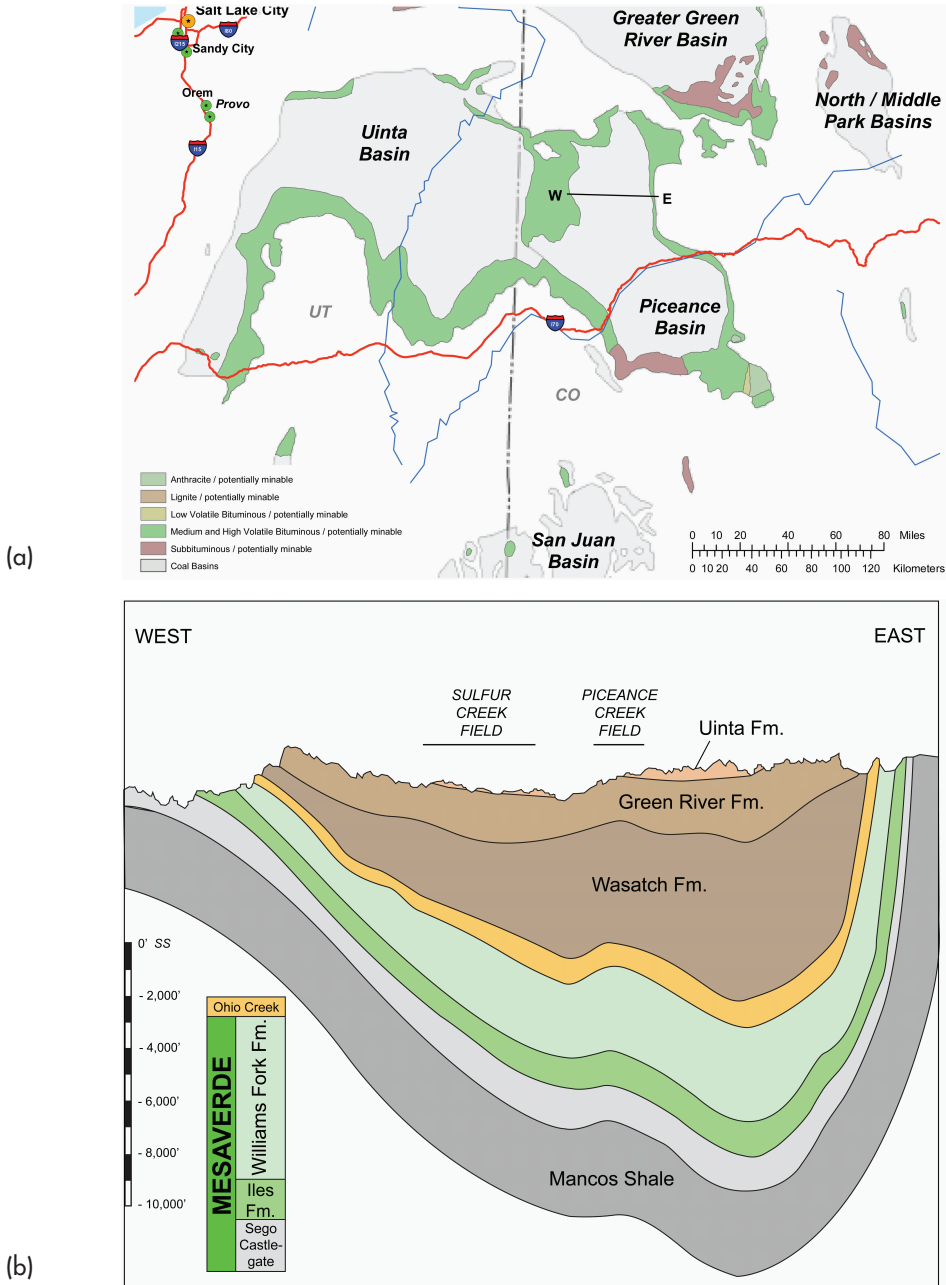 Salt Lake City
I80
I215
Sandy City
Orem
Provo
I15
Greater Green
River Basin
North / Middle
Park Basins
Uinta
Basin
W
E
UT
I70
Piceance
Basin
CO
San Juan
Basin
Anthracite / potentially minable
Lignite / potentially minable
Low Volatile Bituminous / potentially minable
Medium and High Volatile Bituminous / potentially minable
Subbituminous / potentially minable
Coal Basins
0 20 40 60 80 Miles
0 10 20 40 60 80 100 120 Kilometers
(a)
WEST
EAST
SULFUR
CREEK
FIELD
PICEANCE
CREEK
FIELD
Uinta Fm.
Green River Fm.
Wasatch Fm.
0' SS
- 2,000'
- 4,000'
- 6,000'
- 8,000'
- 10,000'
Ohio Creek
MESAVERDE
Williams Fork Fm.
Iles
Fm.
Sego
Castle-
gate
Mancos Shale
(b)